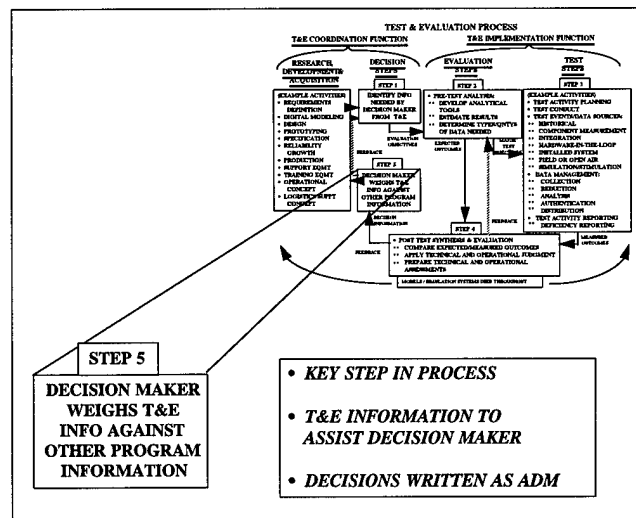 TEST & EVALUATION PROCESS
T&E COORDINATION FUNCTION
T&E IMPLEMENTATION FUNCTION
RESEARCH,
DEVELOPMENT&
ACQUISITION
(EXAMPLE ACTIVITIES)
• REQUIREMENTS
DEFINITION
• DIGITAL MODELING
• DESIGN
• PROTOTYPING
• SPECIFICATION
• RELIABILITY
GROWTH
• PRODUCTION
• SUPPORT EQMT
• TRAINING EQMT
• OPERATIONAL
CONCEPT
• LOGISTICS SUPPT
CONCEPT
DECISION
STEPS
STEP 1
IDENTIFY INFO
NEEDED BY
DECISION MAKER
FROM T&E
EVALUATION
OBJECTIVES
FEEDBACK
STEP 5
DECISION MAKER
WEIGHS T&E
INFO AGAINST
OTHER PROGRAM
INFORMATION
DECISION
INFORMATION
FEEDBACK
EVALUATION
STEPS
STEP 2
• PRE-TEST ANALYSIS:
•• DEVELOP ANALYTICAL
TOOLS
•• ESTIMATE RESULTS
•• DETERMINE TYPES/QNTYS
OF DATA NEEDED
EXPECTED
OUTCOMES
TEST
FEEDBACK
STEP 4
• POST TEST SYNTHESIS & EVALUATION
•• COMPARE EXPECTED/MEASURED OUTCOMES
•• APPLY TECHNICAL AND OPERATIONAL JUDGMENT
•• PREPARE TECHNICAL AND OPERATIONAL
ASSESSMENTS
MODELS / SIMULATION SYSTEMS USED THROUGHOUT
TEST
STEPS
STEP 3
(EXAMPLE ACTIVITIES)
• TEST ACTIVITY PLANNING
• TEST CONDUCT
• TEST EVENTS/DATA SOURCES:
•• HISTORICAL
•• COMPONENT MEASUREMENT
•• INTEGRATION
•• HARDWARE-IN-THE-LOOP
•• INSTALLED SYSTEM
•• FIELD OR OPEN AIR
•• SIMULATION/STIMULATION
• DATA MANAGEMENT:
•• COLLECTION
•• REDUCTION
•• ANALYSIS
•• AUTHENTICATION
•• DISTRIBUTION
• TEST ACTIVITY REPORTING
•• DEFICIENCY REPORTING
MEASURED
OUTCOMES
STEP 5
DECISION MAKER
WEIGHS T&E
INFO AGAINST
OTHER PROGRAM
INFORMATION
• KEY STEP IN PROCESS
• T&E INFORMATION TO
ASSIST DECISION MAKER
• DECISIONS WRITTEN AS ADM